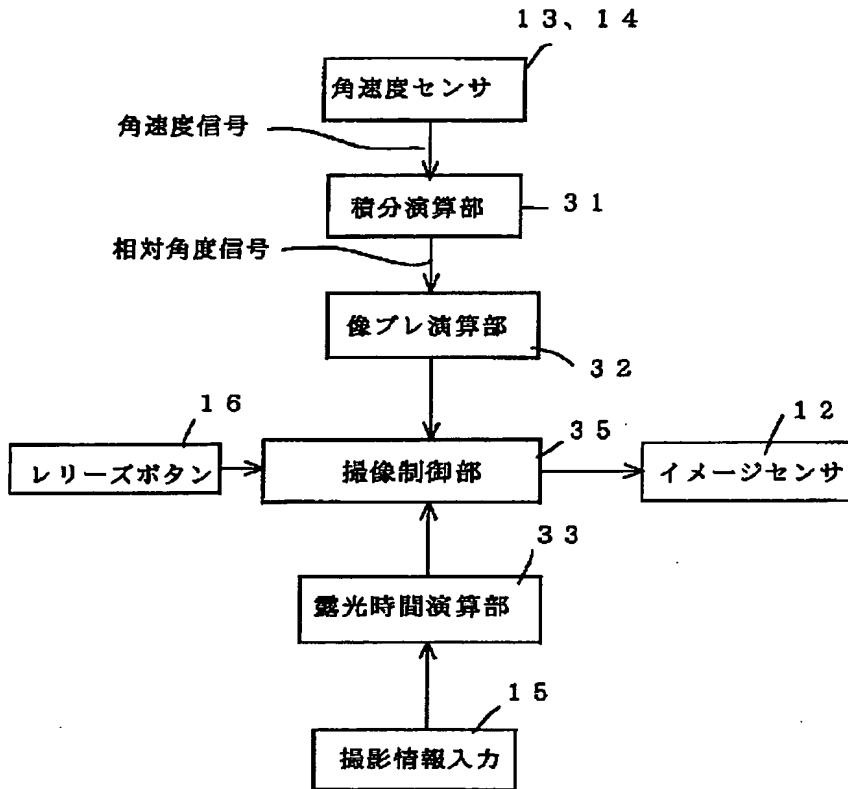 １３、１４
角速度センサ
角速度信号
積分演算部
３１
相対角度信号
像ブレ演算部
３２
１６
３５
１２
レリーズボタン
撮像制御部
イメージセンサ
３３
露光時間演算部
１５
撮影情報入力